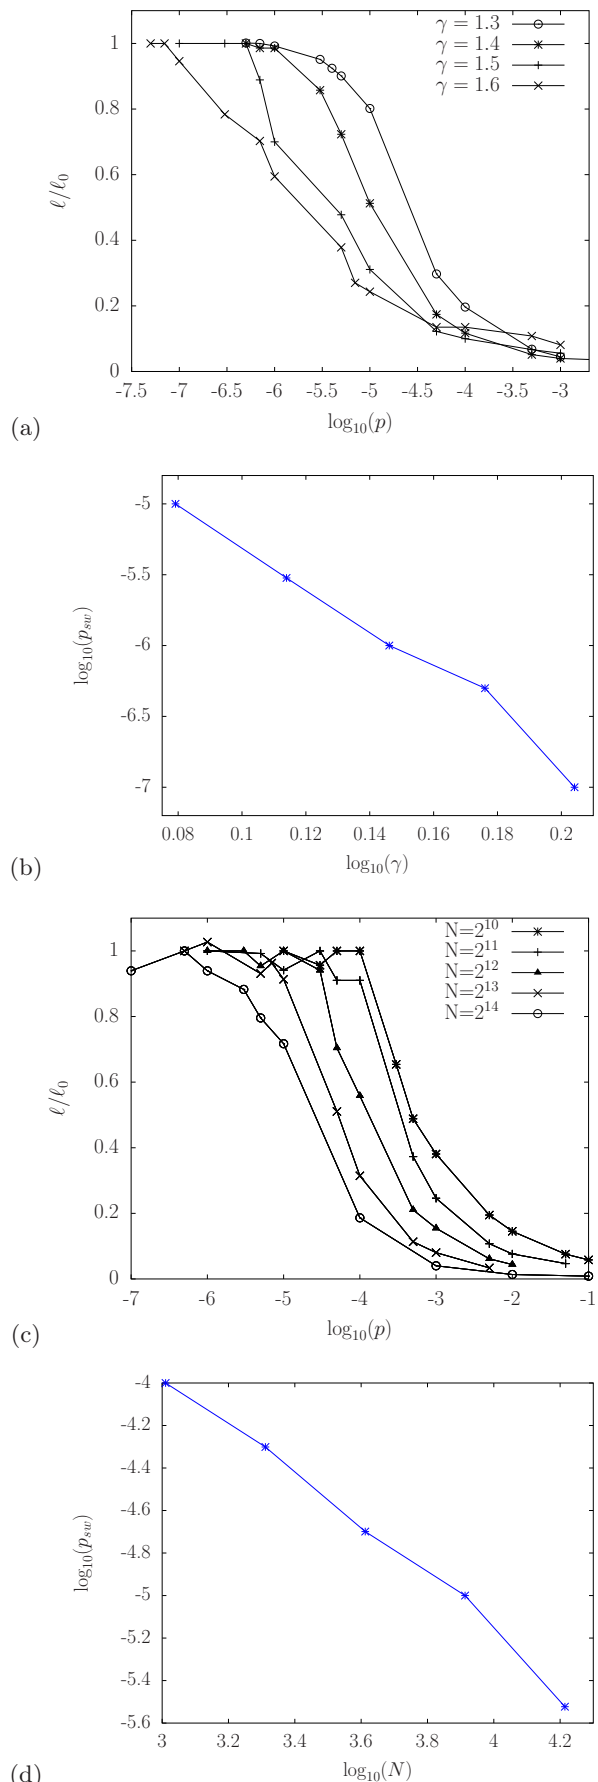 1
0.8
0.6
0.4
0.2
0
ℓ/ℓ0
γ = 1.3
γ = 1.4
γ = 1.5
γ = 1.6
-7.5 -7 -6.5 -6 -5.5 -5 -4.5 -4 -3.5 -3
log10(p)
(a)
-5
-5.5
-6
-6.5
-7
log10(psw)
0.08 0.1 0.12 0.14 0.16 0.18 0.2
log10(γ)
(b)
1
0.8
0.6
0.4
0.2
0
ℓ/ℓ0
N=2^10
N=2^11
N=2^12
N=2^13
N=2^14
-7 -6 -5 -4 -3 -2 -1
log10(p)
(c)
-4
-4.2
-4.4
-4.6
-4.8
-5
-5.2
-5.4
-5.6
log10(psw)
3 3.2 3.4 3.6 3.8 4 4.2
log10(N)
(d)